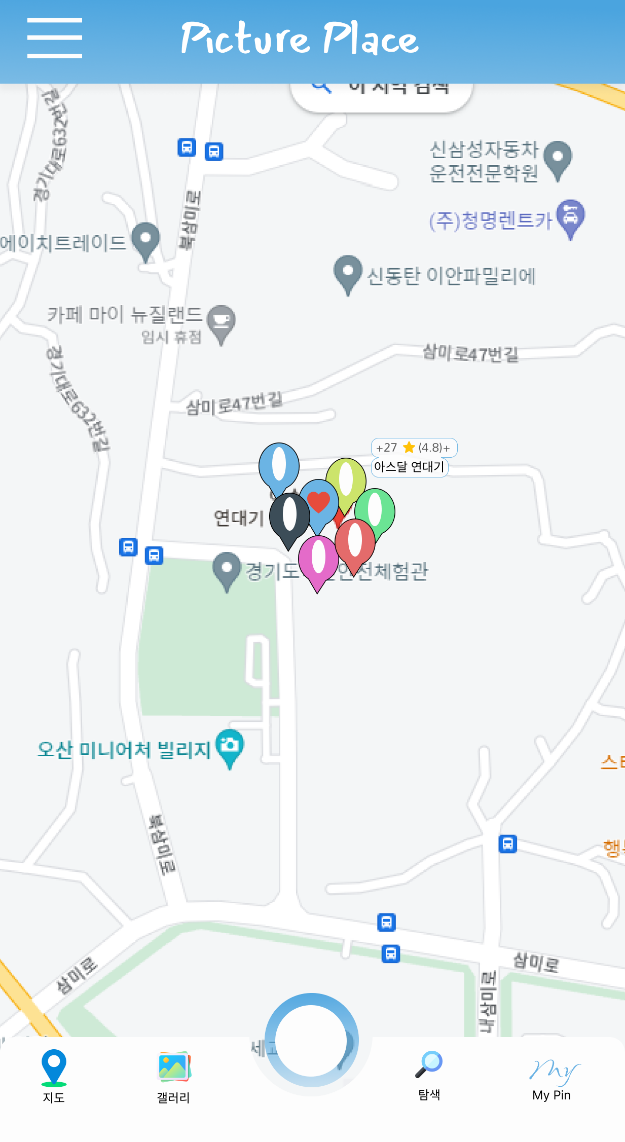 Picture Place
이 지역 검색
경기대로632
신삼성자동차
운전전문학원
(주)청명렌트카
북삼미로
에이치트레이드
신동탄 이안파밀리에
카페 마이 뉴질랜드
임시 휴점
삼미로47번길
경기대로632번길
삼미로47번길
+27 ⭐(4.8)+
아스달 연대기
연대기
경기도
안전체험관
오산 미니어처 빌리지
스타
북삼미로
행복
삼미로
삼미로
내삼미로
세교
지도
갤러리
탐색
My
My Pin